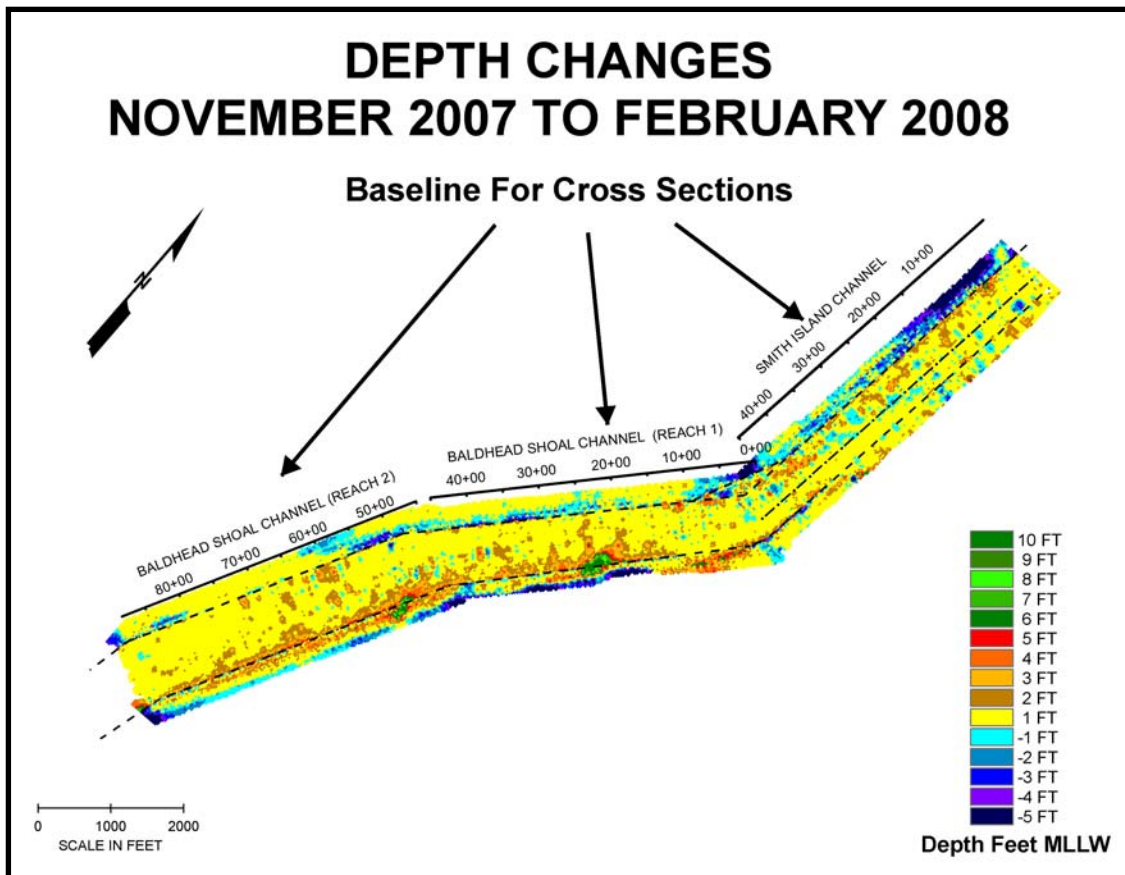 DEPTH CHANGES
NOVEMBER 2007 TO FEBRUARY 2008
Baseline For Cross Sections
N
SMITH ISLAND CHANNEL
10+00
20+00
30+00
40+00
BALDHEAD SHOAL CHANNEL (REACH 1)
0+00
10+00
20+00
30+00
40+00
BALDHEAD SHOAL CHANNEL (REACH 2)
50+00
60+00
70+00
80+00
10 FT
9 FT
8 FT
7 FT
6 FT
5 FT
4 FT
3 FT
2 FT
1 FT
-1 FT
-2 FT
-3 FT
-4 FT
-5 FT
Depth Feet MLLW
0 1000 2000
SCALE IN FEET